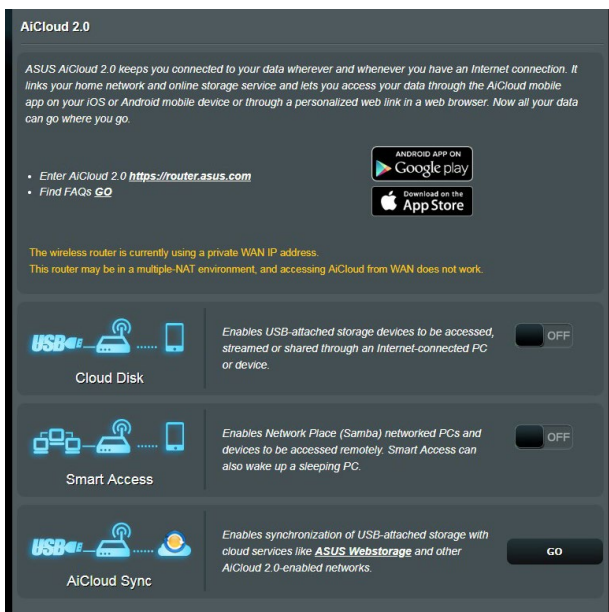 AiCloud 2.0
ASUS AiCloud 2.0 keeps you connected to your data wherever and whenever you have an Internet connection. It
links your home network and online storage service and lets you access your data through the AiCloud mobile
app on your iOS or Android mobile device or through a personalized web link in a web browser. Now all your data
can go where you go.
ANDROID APP ON
Google play
• Enter AiCloud 2.0 https://router.asus.com
• Find FAQs GO
Download on the
App Store
The wireless router is currently using a private WAN IP address.
This router may be in a multiple-NAT environment, and accessing AiCloud from WAN does not work.
USB
Cloud Disk
Enables USB-attached storage devices to be accessed,
streamed or shared through an Internet-connected PC
or device.
OFF
Smart Access
Enables Network Place (Samba) networked PCs and
devices to be accessed remotely. Smart Access can
also wake up a sleeping PC.
OFF
USB
AiCloud Sync
Enables synchronization of USB-attached storage with
cloud services like ASUS Webstorage and other
AiCloud 2.0-enabled networks.
GO